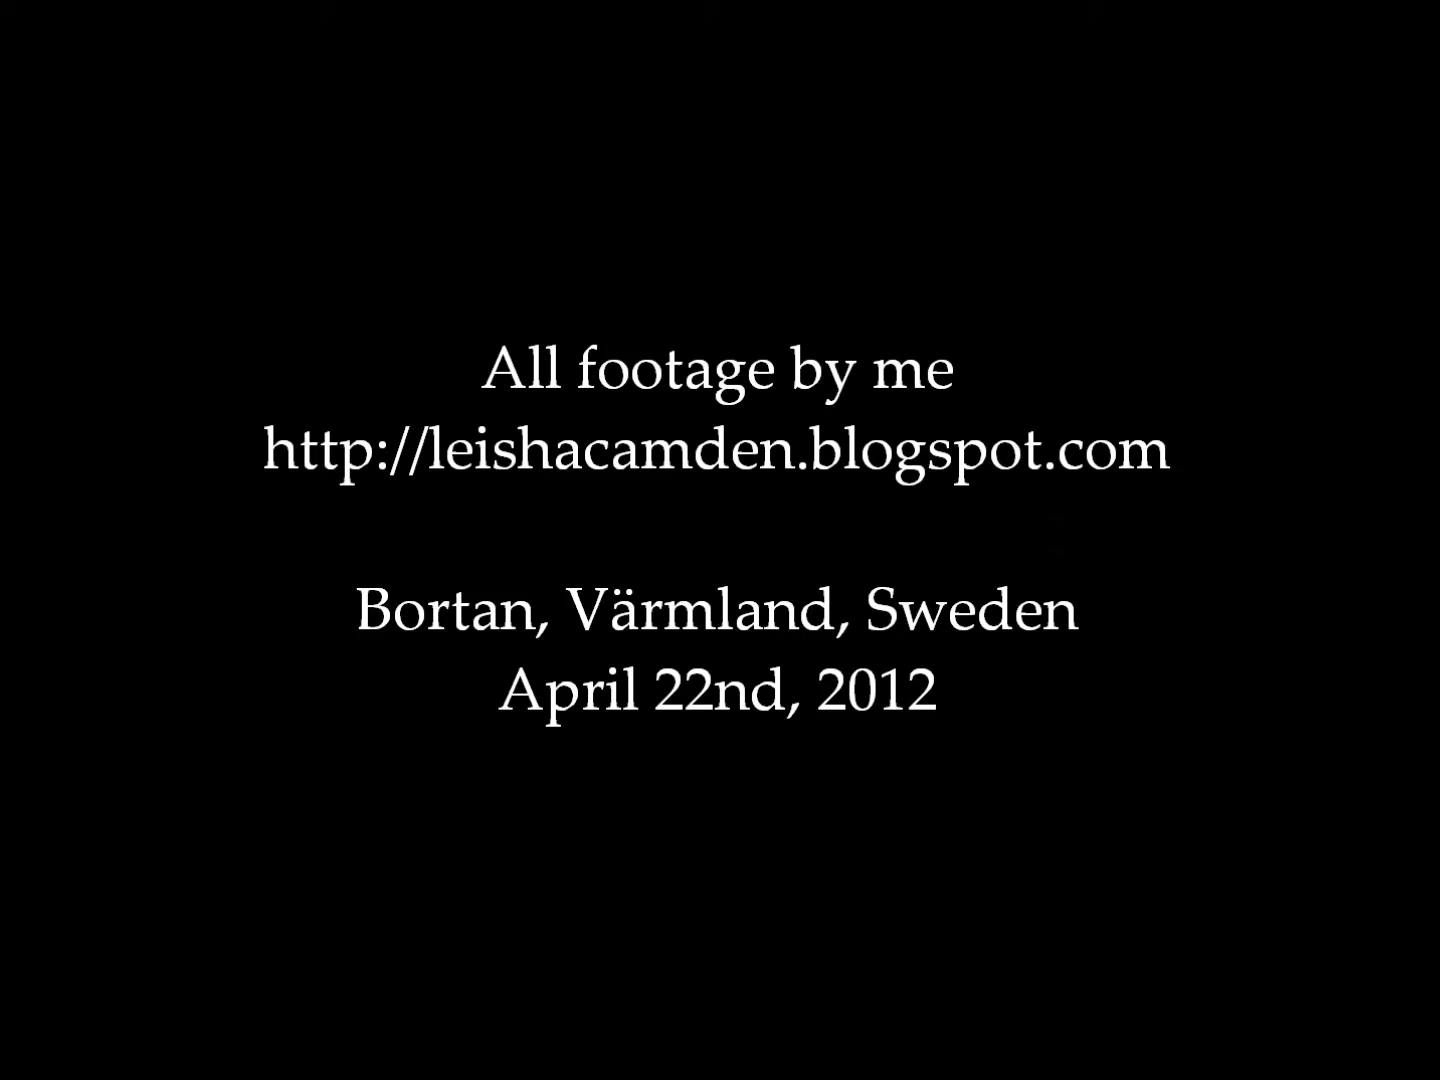 All footage by me
http://leishacamden.blogspot.com
Bortan, Värmland, Sweden
April 22nd, 2012